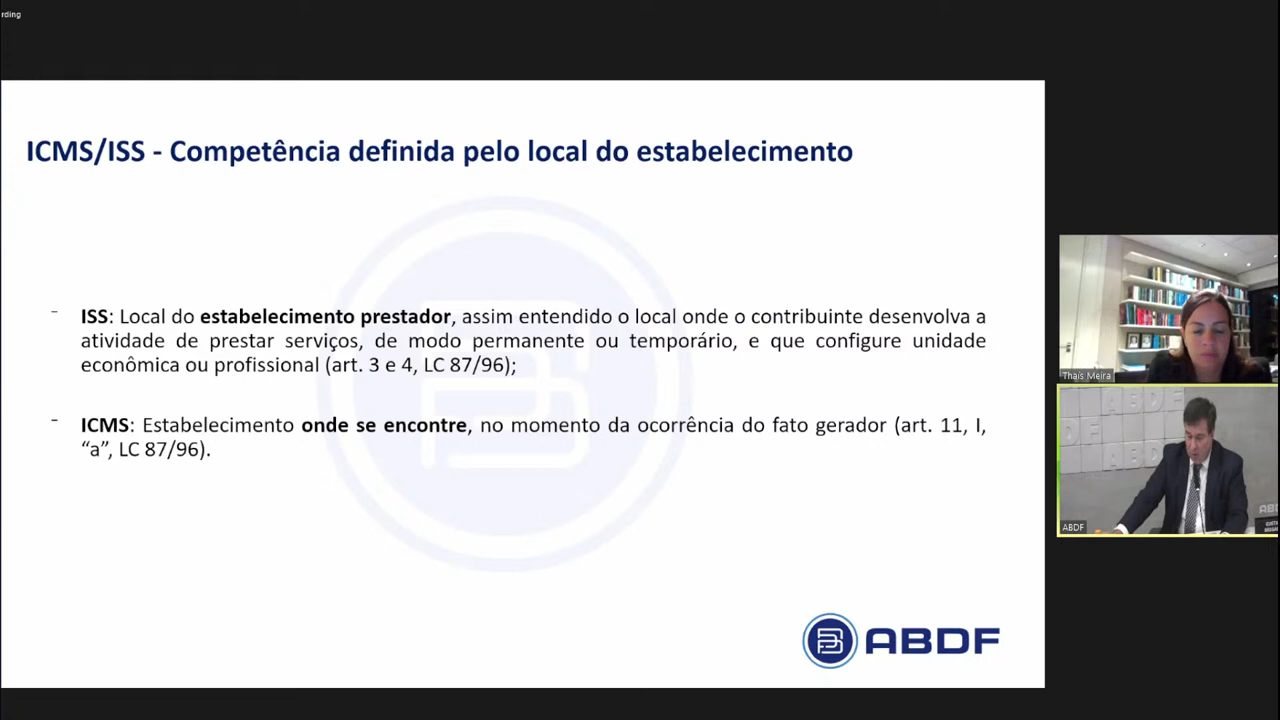 rding
ICMS/ISS - Competência definida pelo local do estabelecimento
- ISS: Local do estabelecimento prestador, assim entendido o local onde o contribuinte desenvolva a
atividade de prestar serviços, de modo permanente ou temporário, e que configure unidade
econômica ou profissional (art. 3 e 4, LC 87/96);
- ICMS: Estabelecimento onde se encontre, no momento da ocorrência do fato gerador (art. 11, I,
“a”, LC 87/96).
ABDF
Thaís Meira
ABDE
ABD
ABDF